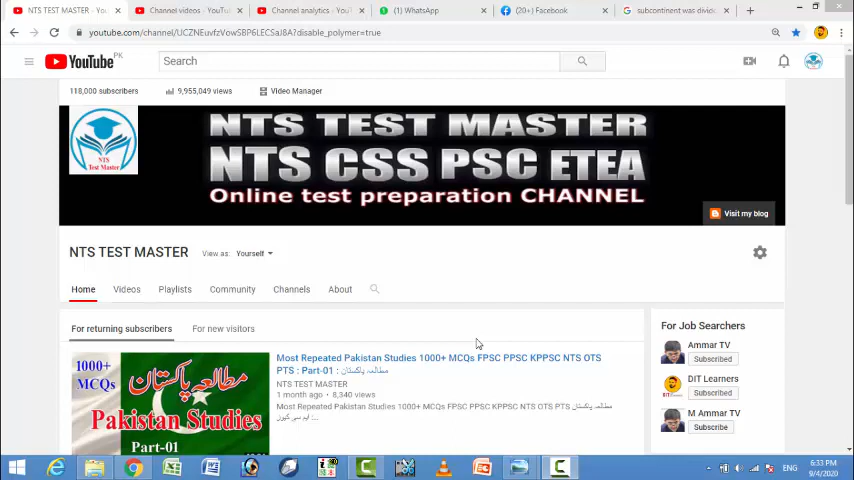 NTS TEST MASTER - Y
Channel videos - YouTu
Channel analytics - YouT
(1) WhatsApp
(20+) Facebook
subcontinent was divid
youtube.com/channel/UCZNEuvfzVowSBP6LECSaJ8A?disable_polymer=true
YouTube PK
Search
118,000 subscribers
9,955,049 views
Video Manager
NTS
Test Master
NTS TEST MASTER
NTS CSS PSC ETEA
Online test preparation CHANNEL
Visit my blog
NTS TEST MASTER
View as: Yourself
Home
Videos
Playlists
Community
Channels
About
For returning subscribers
For new visitors
For Job Searchers
Ammar TV
Subscribed
DIT Learners
Subscribed
M Ammar TV
Subscribe
1000+
MCQs
مطالعہ پاکستان
Pakistan Studies
Part-01
Most Repeated Pakistan Studies 1000+ MCQs FPSC PPSC KPPSC NTS OTS
PTS : Part-01 : مطالعہ پاکستان
NTS TEST MASTER
1 month ago • 8,340 views
Most Repeated Pakistan Studies 1000+ MCQs FPSC PPSC KPPSC NTS OTS PTS مطالعہ پاکستان
ایم سی کیوز ...
ENG
6:33 PM
9/4/2020